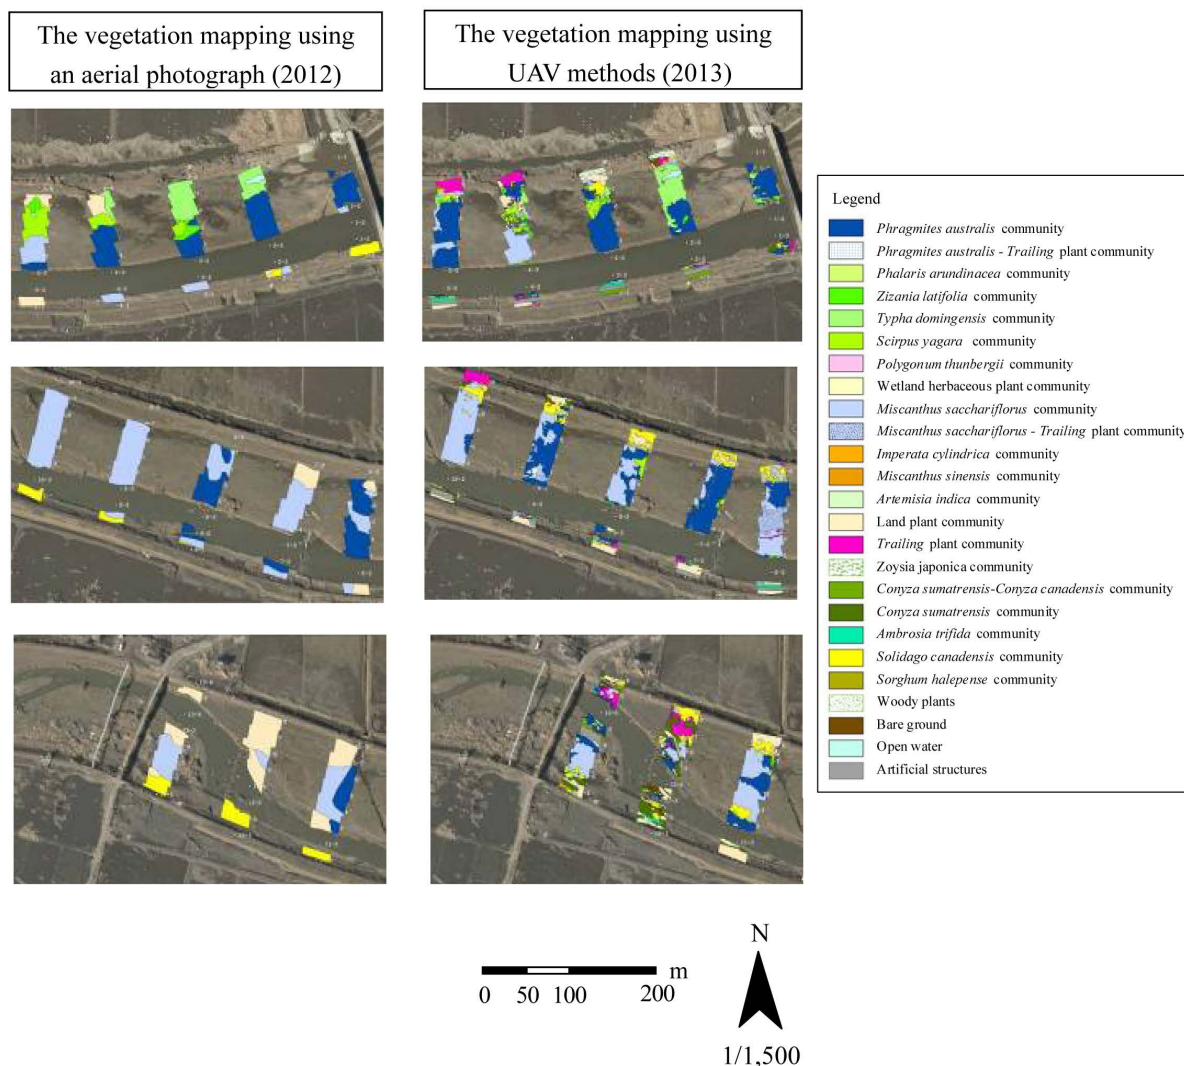 The vegetation mapping using
an aerial photograph (2012)
The vegetation mapping using
UAV methods (2013)
Legend
Phragmites australis community
Phragmites australis - Trailing plant community
Phalaris arundinacea community
Zizania latifolia community
Typha domingensis community
Scirpus yagara community
Polygonum thunbergii community
Wetland herbaceous plant community
Miscanthus sacchariflorus community
Miscanthus sacchariflorus - Trailing plant community
Imperata cylindrica community
Miscanthus sinensis community
Artemisia indica community
Land plant community
Trailing plant community
Zoysia japonica community
Conyza sumatrensis-Conyza canadensis community
Conyza sumatrensis community
Ambrosia trifida community
Solidago canadensis community
Sorghum halepense community
Woody plants
Bare ground
Open water
Artificial structures
N
m
0 50 100 200
1/1,500